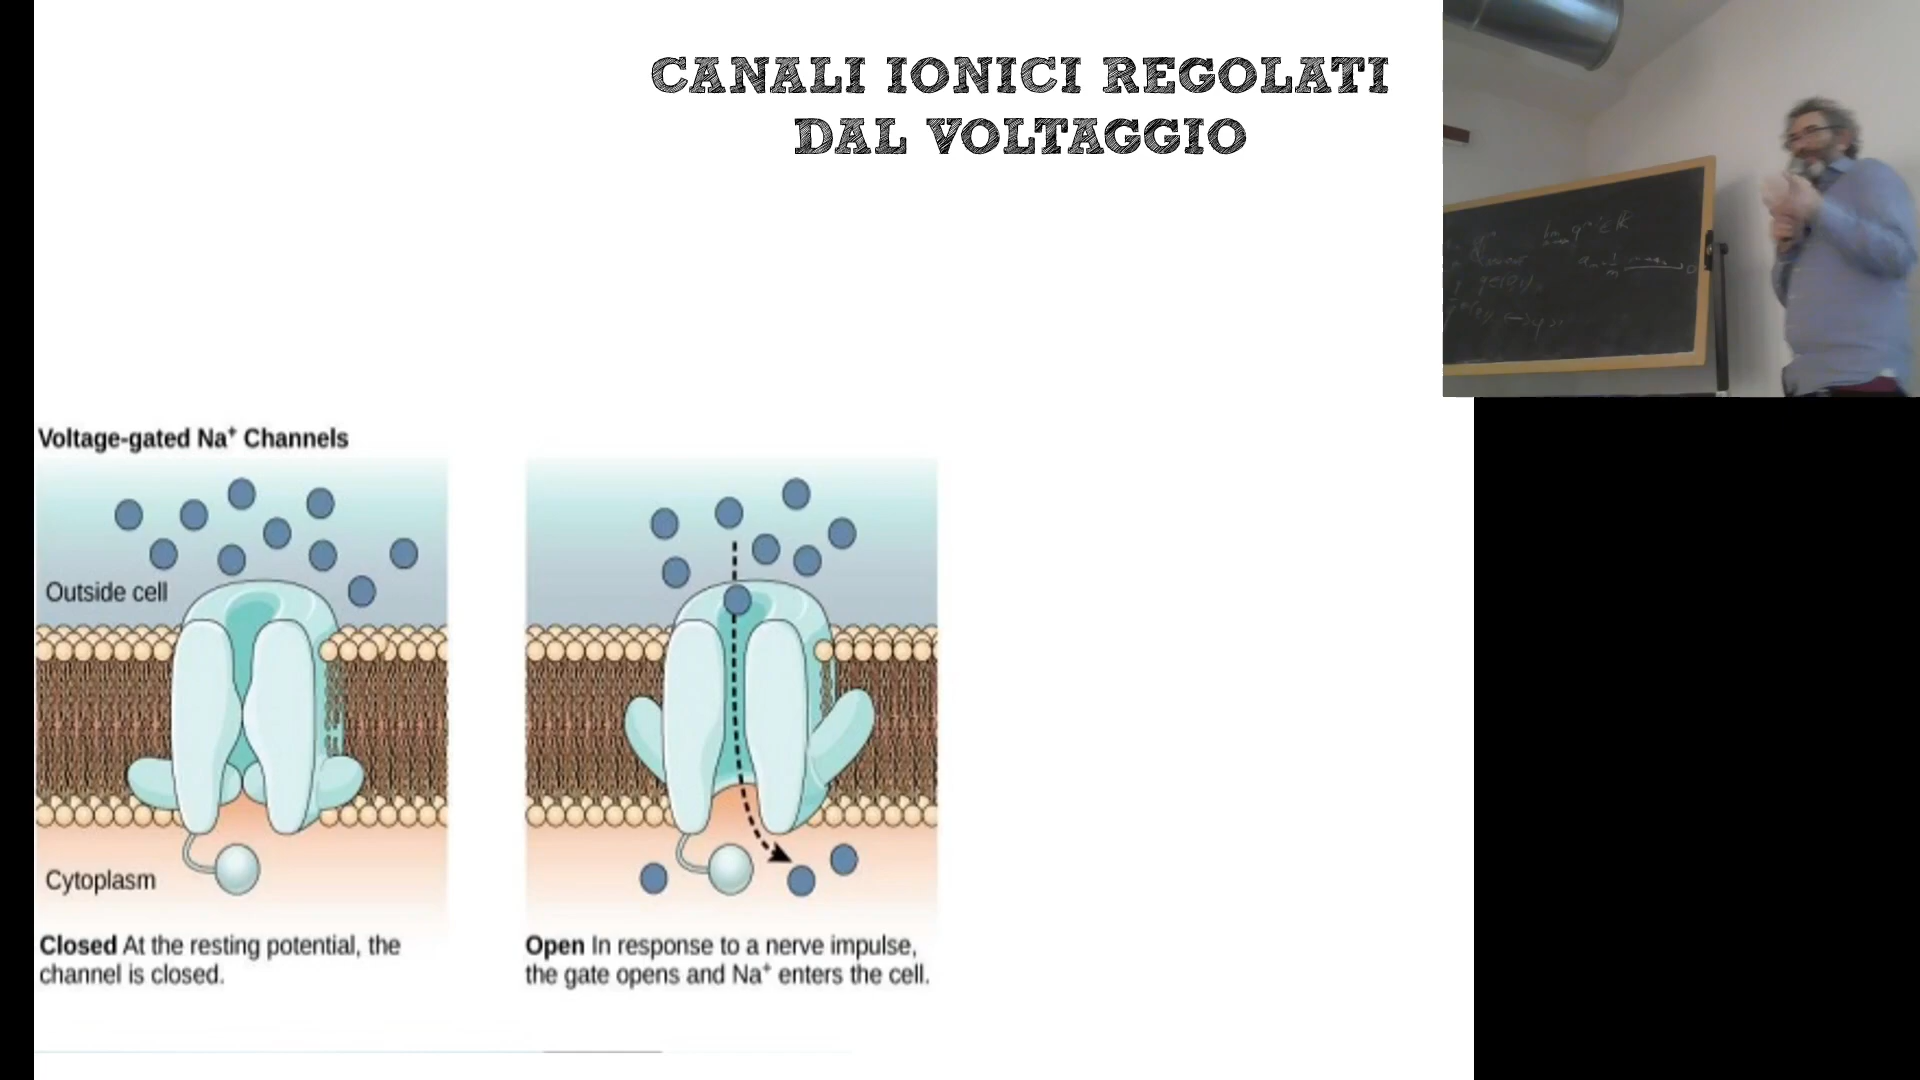 CANALI IONICI REGOLATI
DAL VOLTAGGIO
Voltage-gated Na⁺ Channels
Outside cell
Cytoplasm
Closed At the resting potential, the
channel is closed.
Open In response to a nerve impulse,
the gate opens and Na⁺ enters the cell.